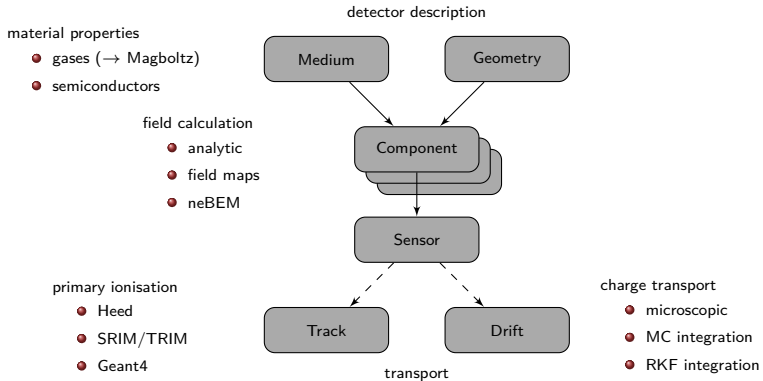 detector description
material properties
gases (→ Magboltz)
semiconductors
Medium
Geometry
field calculation
analytic
field maps
neBEM
Component
Sensor
primary ionisation
Heed
SRIM/TRIM
Geant4
Track
Drift
transport
charge transport
microscopic
MC integration
RKF integration